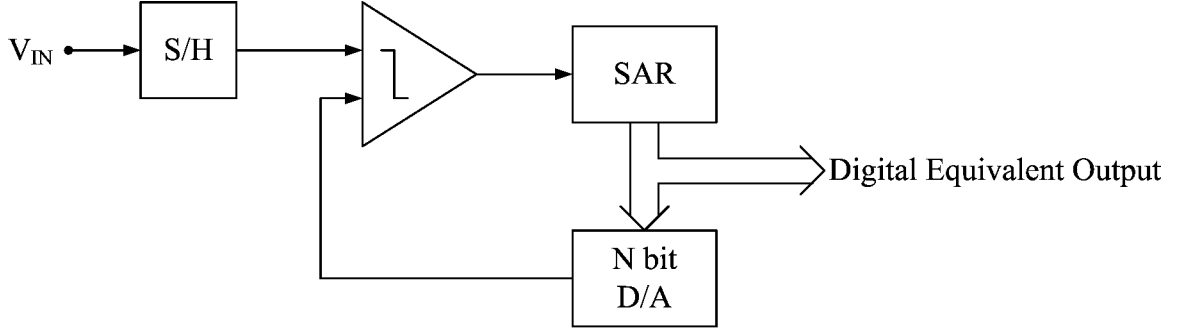 V_IN
S/H
SAR
Digital Equivalent Output
N bit
D/A